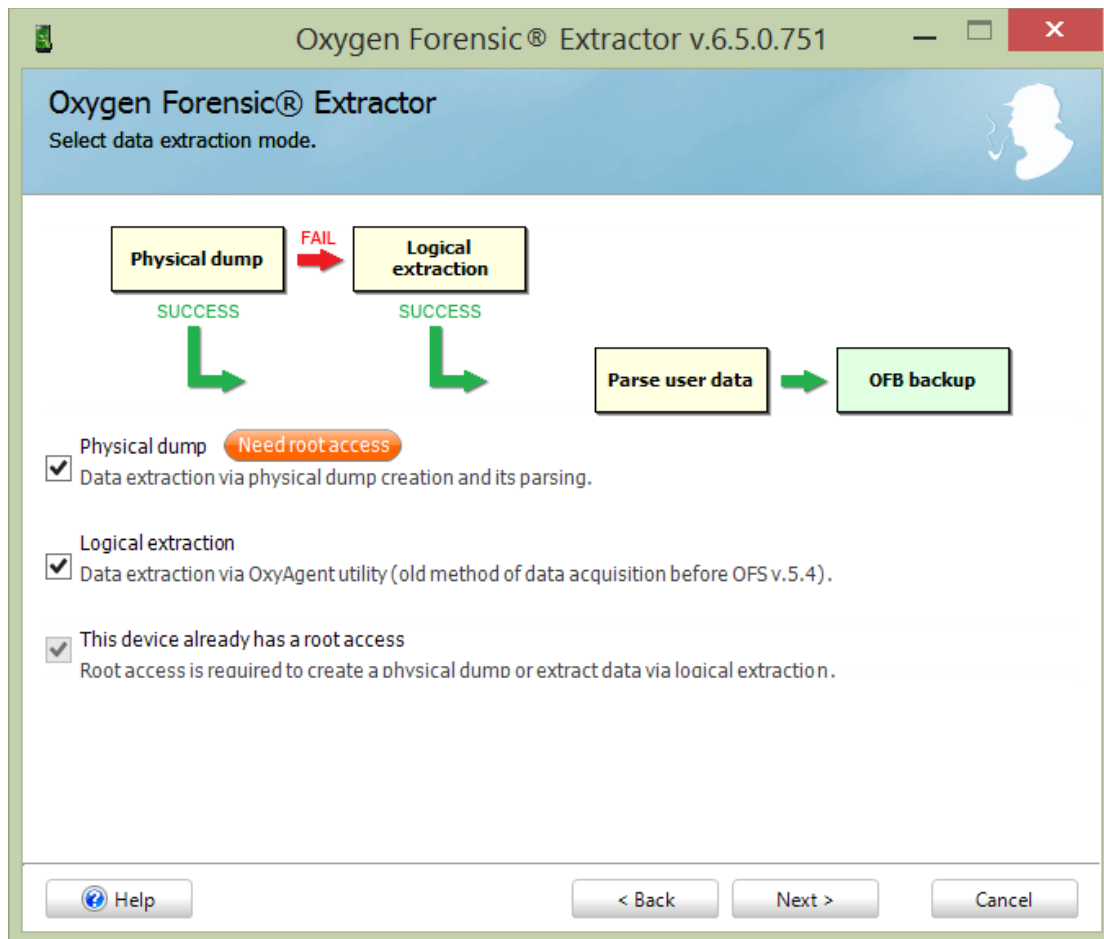 Oxygen Forensic® Extractor v.6.5.0.751
Oxygen Forensic® Extractor
Select data extraction mode.
Physical dump
FAIL
Logical
extraction
SUCCESS
SUCCESS
Parse user data
OFB backup
Physical dump Need root access
Data extraction via physical dump creation and its parsing.
Logical extraction
Data extraction via OxyAgent utility (old method of data acquisition before OFS v.5.4).
This device already has a root access
Root access is required to create a physical dump or extract data via logical extraction.
Help
< Back
Next >
Cancel